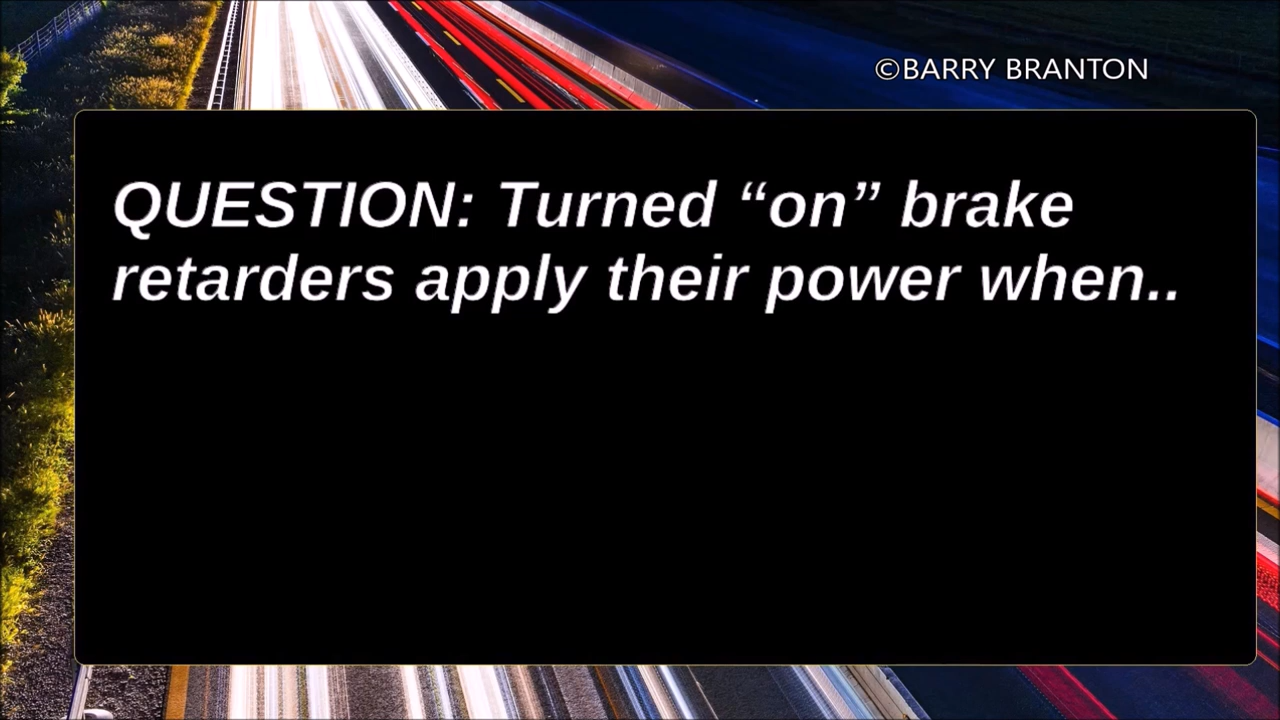 ©BARRY BRANTON
QUESTION: Turned “on” brake
retarders apply their power when..